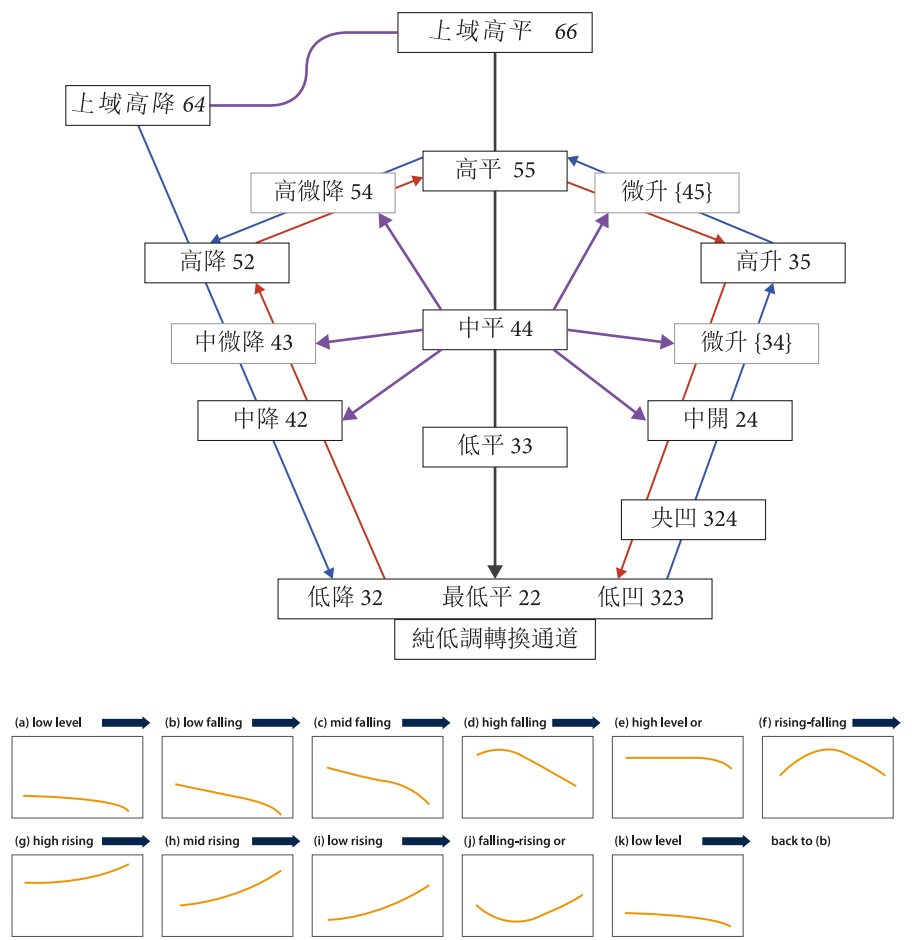 上域高平 66
上域高降 64
高平 55
高微降 54
微升 {45}
高降 52
高升 35
中平 44
中微降 43
微升 {34}
中降 42
中開 24
低平 33
央凹 324
低降 32 最低平 22 低凹 323
純低調轉換通道
(a) low level (b) low falling (c) mid falling (d) high falling (e) high level or (f) rising-falling
(g) high rising (h) mid rising (i) low rising (j) falling-rising or (k) low level back to (b)